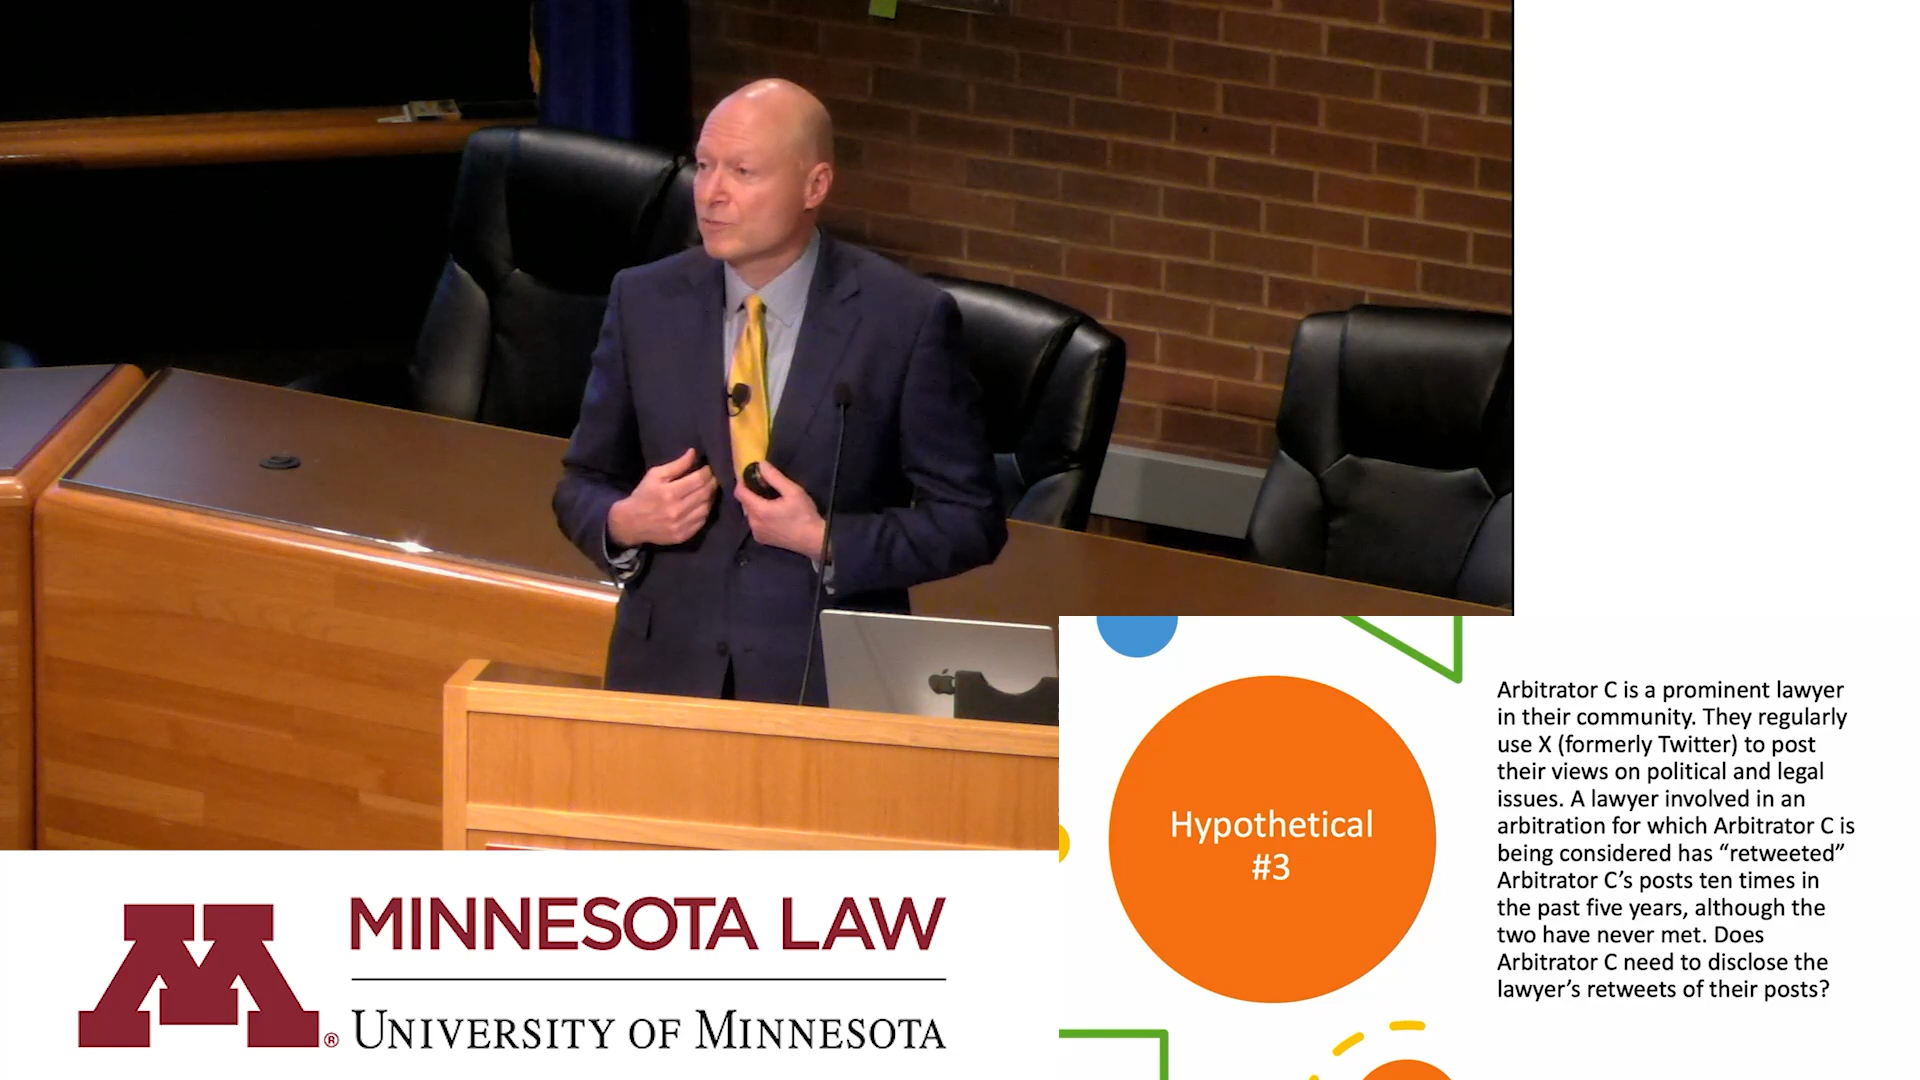 MINNESOTA LAW
UNIVERSITY OF MINNESOTA
®
Hypothetical
#3
Arbitrator C is a prominent lawyer
in their community. They regularly
use X (formerly Twitter) to post
their views on political and legal
issues. A lawyer involved in an
arbitration for which Arbitrator C is
being considered has “retweeted”
Arbitrator C’s posts ten times in
the past five years, although the
two have never met. Does
Arbitrator C need to disclose the
lawyer’s retweets of their posts?